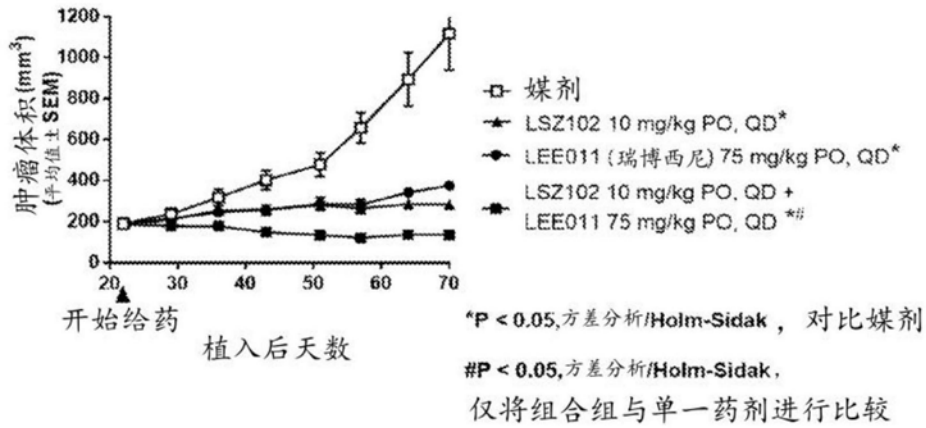 肿瘤体积(mm³)
(平均值±SEM)
1200
1000
800
600
400
200
0
20 30 40 50 60 70
开始给药
植入后天数
媒剂
LSZ102 10 mg/kg PO, QD*
LEE011 (瑞博西尼) 75 mg/kg PO, QD*
LSZ102 10 mg/kg PO, QD +
LEE011 75 mg/kg PO, QD *#
*P < 0.05,方差分析/Holm-Sidak ，对比媒剂
#P < 0.05,方差分析/Holm-Sidak,
仅将组合组与单一药剂进行比较